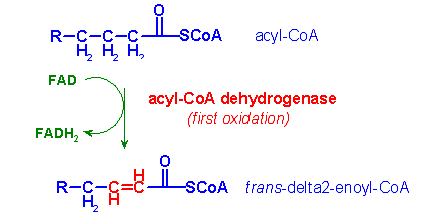 O
R–C–C–C–C–SCoA acyl-CoA
H2 H2 H2
FAD
acyl-CoA dehydrogenase
(first oxidation)
FADH2
O
R–C–C=C–C–SCoA trans-delta2-enoyl-CoA
H2 H H